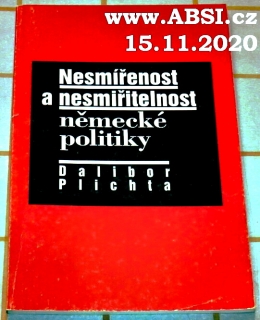 www.ABSI.cz
15.11.2020
Nesmířenost
a nesmiřitelnost
německé
politiky
Dalibor
Plichta